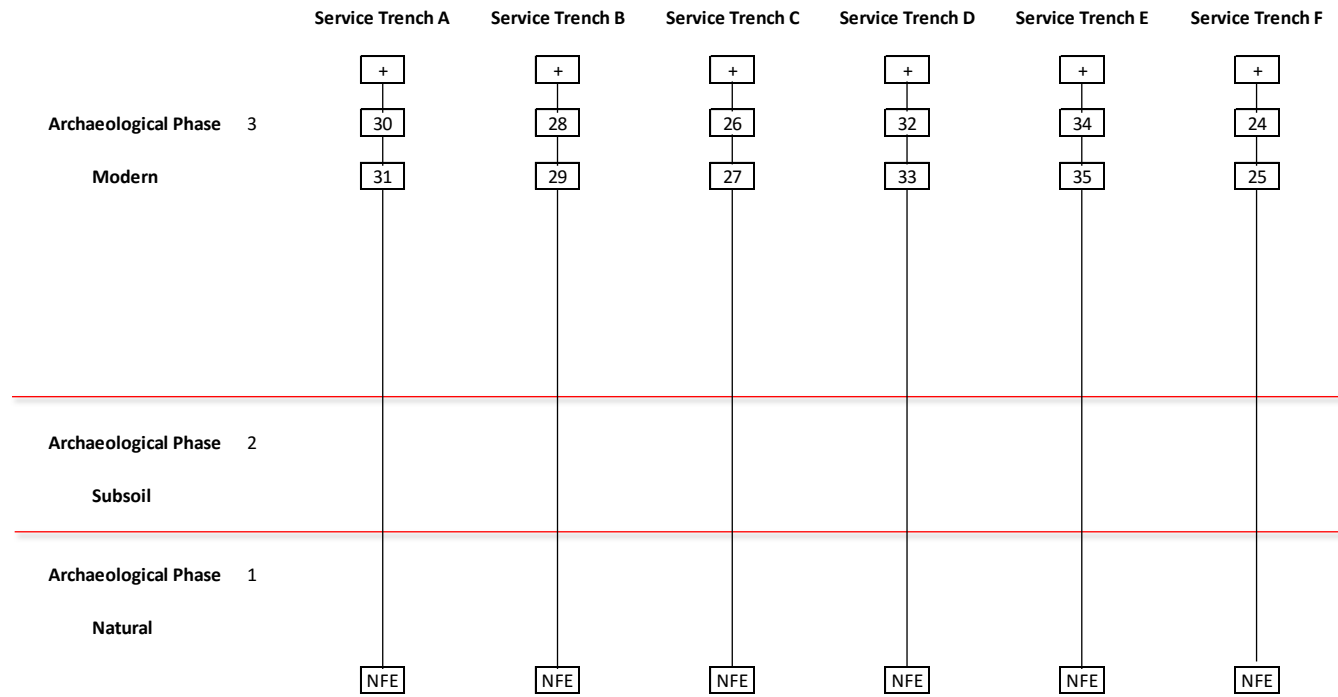 Service Trench A Service Trench B Service Trench C Service Trench D Service Trench E Service Trench F
+ + + + + +
Archaeological Phase 3 30 28 26 32 34 24
Modern 31 29 27 33 35 25
Archaeological Phase 2
Subsoil
Archaeological Phase 1
Natural
NFE NFE NFE NFE NFE NFE